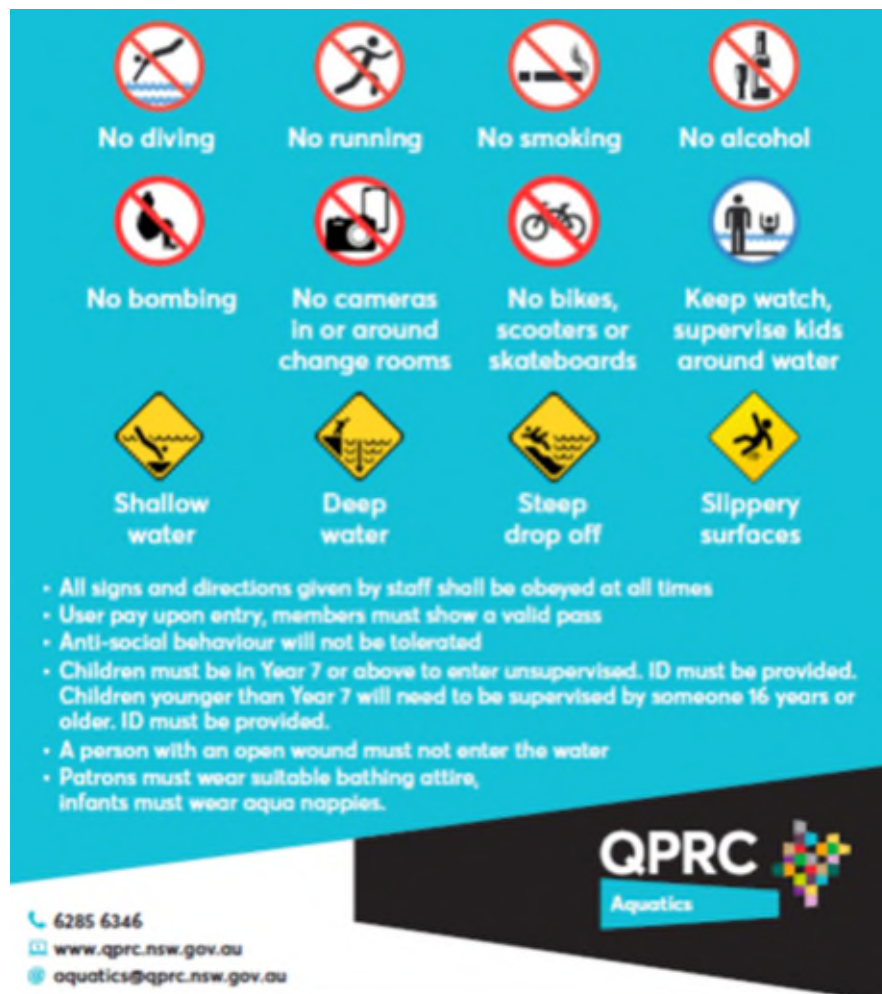 No diving
No running
No smoking
No alcohol
No bombing
No cameras
in or around
change rooms
No bikes,
scooters or
skateboards
Keep watch,
supervise kids
around water
Shallow
water
Deep
water
Steep
drop off
Slippery
surfaces
• All signs and directions given by staff shall be obeyed at all times
• User pay upon entry, members must show a valid pass
• Anti-social behaviour will not be tolerated
• Children must be in Year 7 or above to enter unsupervised. ID must be provided.
Children younger than Year 7 will need to be supervised by someone 16 years or
older. ID must be provided.
• A person with an open wound must not enter the water
• Patrons must wear suitable bathing attire,
infants must wear aqua nappies.
QPRC
Aquatics
6285 6346
www.qprc.nsw.gov.au
aquatics@qprc.nsw.gov.au